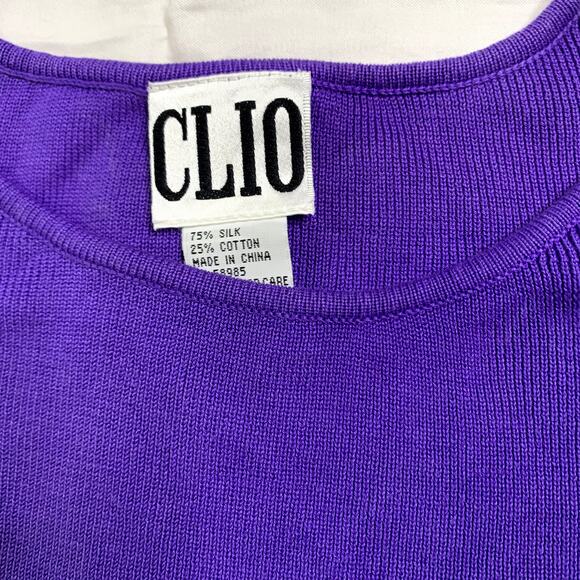 CLIO
75% SILK
25% COTTON
MADE IN CHINA
58985
CARE